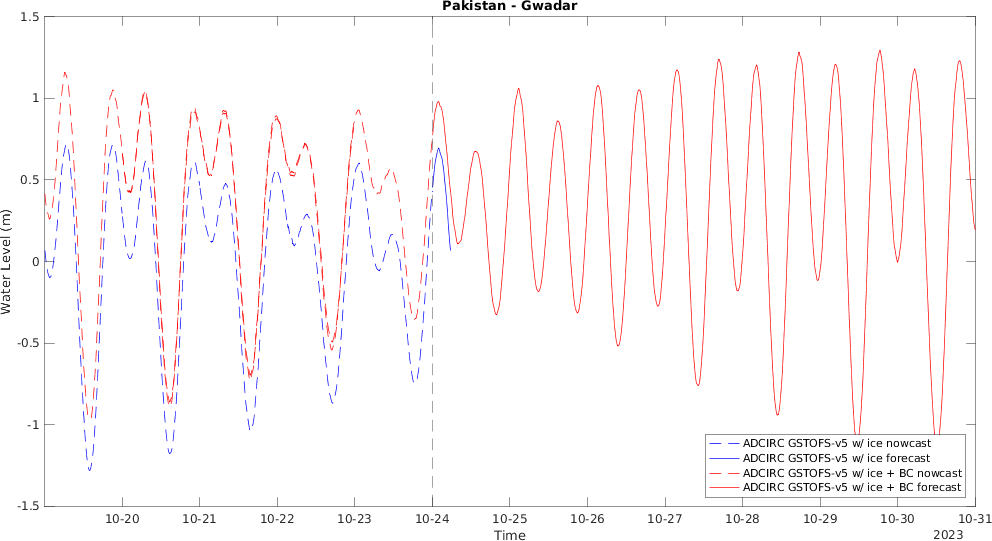 Pakistan - Gwadar
1.5
1
0.5
0
-0.5
-1
-1.5
Water Level (m)
10-20
10-21
10-22
10-23
10-24
10-25
10-26
10-27
10-28
10-29
10-30
10-31
Time
2023
ADCIRC GSTOFS-v5 w/ ice nowcast
ADCIRC GSTOFS-v5 w/ ice forecast
ADCIRC GSTOFS-v5 w/ ice + BC nowcast
ADCIRC GSTOFS-v5 w/ ice + BC forecast